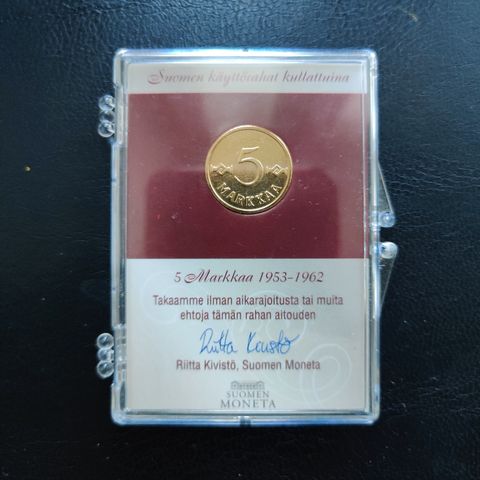 Suomen käyttörahat kullattuina
5
MARKKAA
5 Markkaa 1953-1962
Takaamme ilman aikarajoitusta tai muita
ehtoja tämän rahan aitouden
Riitta Kivistö
Riitta Kivistö, Suomen Moneta
SUOMEN
MONETA